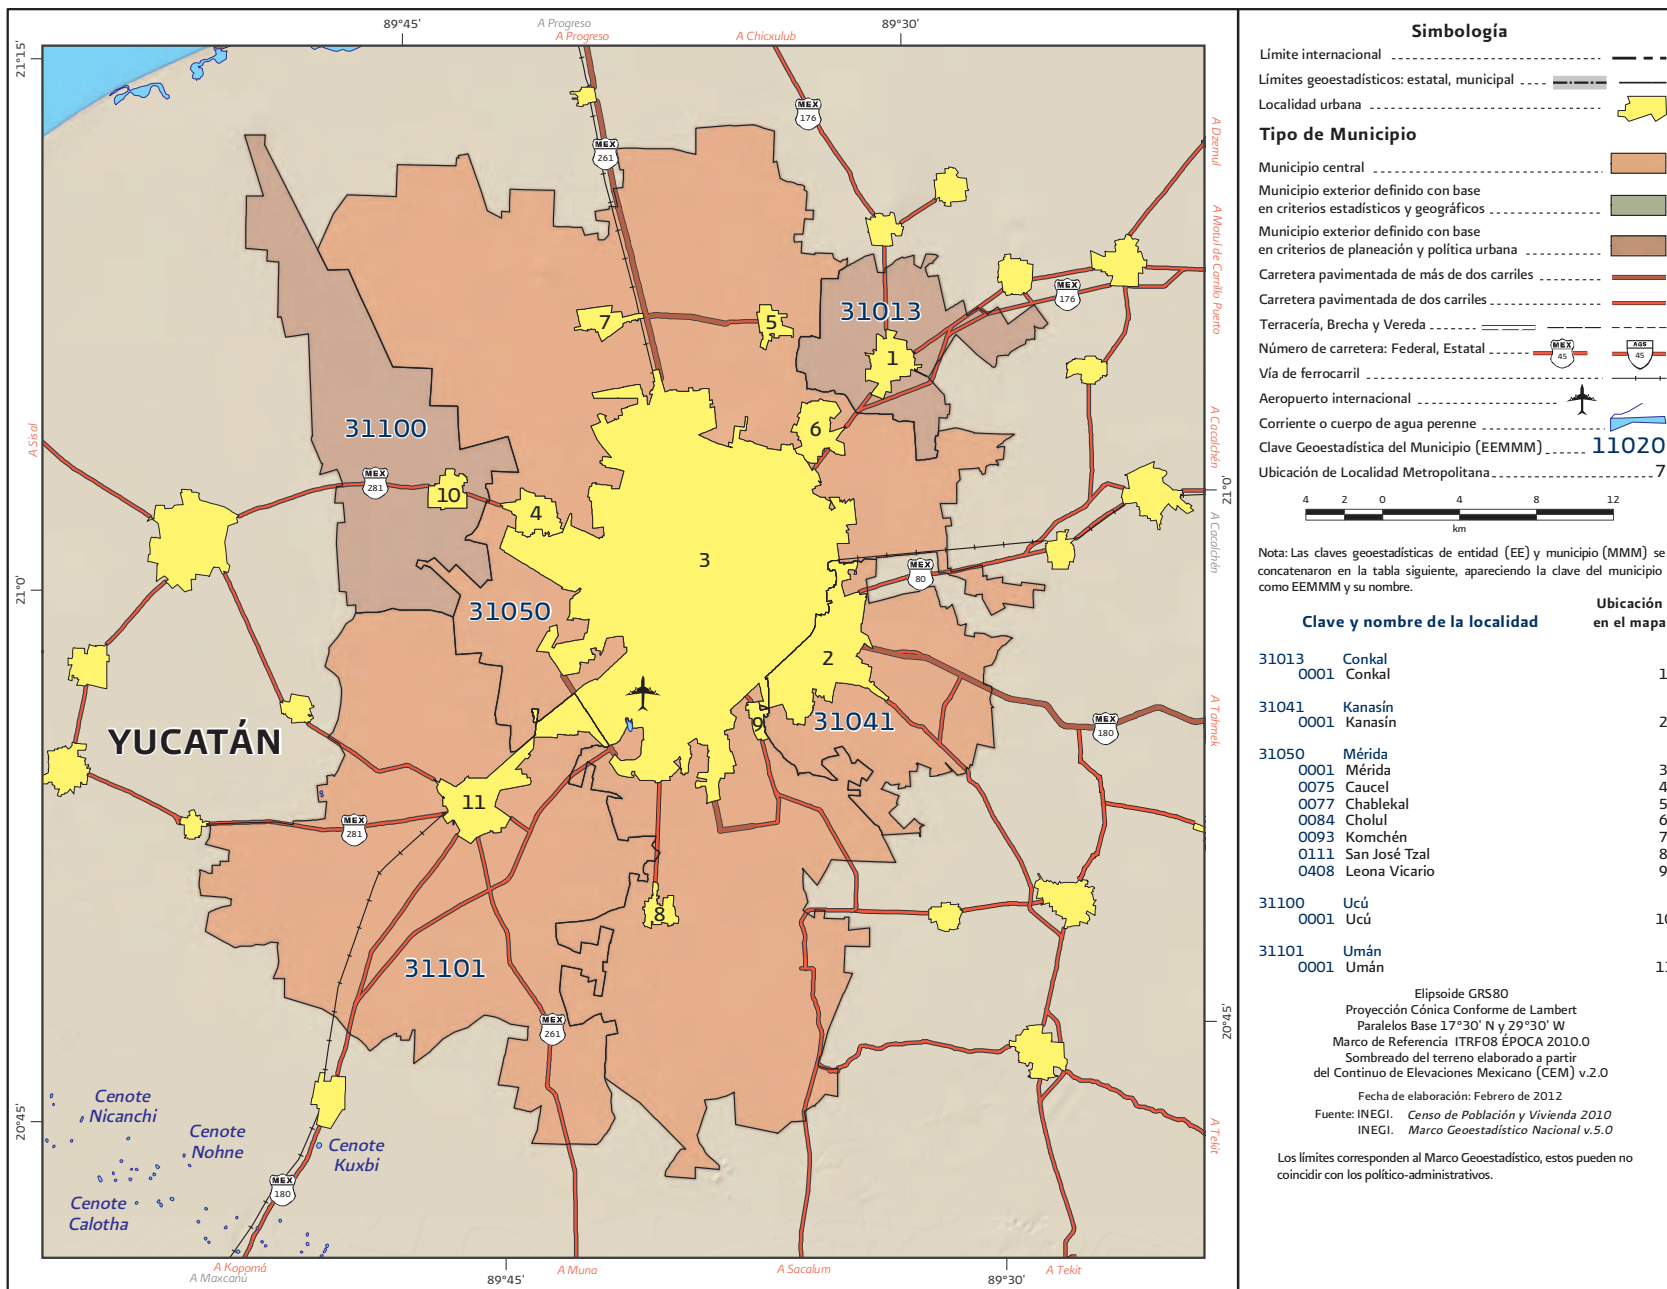 89°45'
A Progreso
A Progreso
A Chicxulub
89°30'
21°15'
MEX 176
MEX 261
A Dzemul
A Motul de Carrillo Puerto
31013
MEX 176
7
5
1
A Sisal
31100
6
A Cacalchén
MEX 281
10
4
21°0'
3
A Cacalchén
MEX 80
21°0'
31050
2
A Tahmek
9
31041
MEX 180
YUCATÁN
11
MEX 281
8
31101
MEX 261
20°45'
Cenote
Nicanchi
Cenote
Nohne
Cenote
Kuxbi
20°45'
A Tekit
MEX 180
Cenote
Calotha
A Kopomá
A Maxcanú
89°45'
A Muna
A Sacalum
89°30'
A Tekit
Simbología
Límite internacional
Límites geoestadísticos: estatal, municipal
Localidad urbana
Tipo de Municipio
Municipio central
Municipio exterior definido con base
en criterios estadísticos y geográficos
Municipio exterior definido con base
en criterios de planeación y política urbana
Carretera pavimentada de más de dos carriles
Carretera pavimentada de dos carriles
Terracería, Brecha y Vereda
Número de carretera: Federal, Estatal MEX 45 AGS 45
Vía de ferrocarril
Aeropuerto internacional
Corriente o cuerpo de agua perenne
Clave Geoestadística del Municipio (EEMMM) 11020
Ubicación de Localidad Metropolitana 7
4 2 0 4 8 12
km
Nota: Las claves geoestadísticas de entidad (EE) y municipio (MMM) se
concatenaron en la tabla siguiente, apareciendo la clave del municipio
como EEMMM y su nombre.
Clave y nombre de la localidad
Ubicación
en el mapa
31013 Conkal
0001 Conkal 1
31041 Kanasín
0001 Kanasín 2
31050 Mérida
0001 Mérida 3
0075 Caucel 4
0077 Chablekal 5
0084 Cholul 6
0093 Komchén 7
0111 San José Tzal 8
0408 Leona Vicario 9
31100 Ucú
0001 Ucú 10
31101 Umán
0001 Umán 11
Elipsoide GRS80
Proyección Cónica Conforme de Lambert
Paralelos Base 17°30' N y 29°30' W
Marco de Referencia ITRF08 ÉPOCA 2010.0
Sombreado del terreno elaborado a partir
del Continuo de Elevaciones Mexicano (CEM) v.2.0
Fecha de elaboración: Febrero de 2012
Fuente: INEGI. Censo de Población y Vivienda 2010
INEGI. Marco Geoestadístico Nacional v.5.0
Los límites corresponden al Marco Geoestadístico, estos pueden no
coincidir con los político-administrativos.